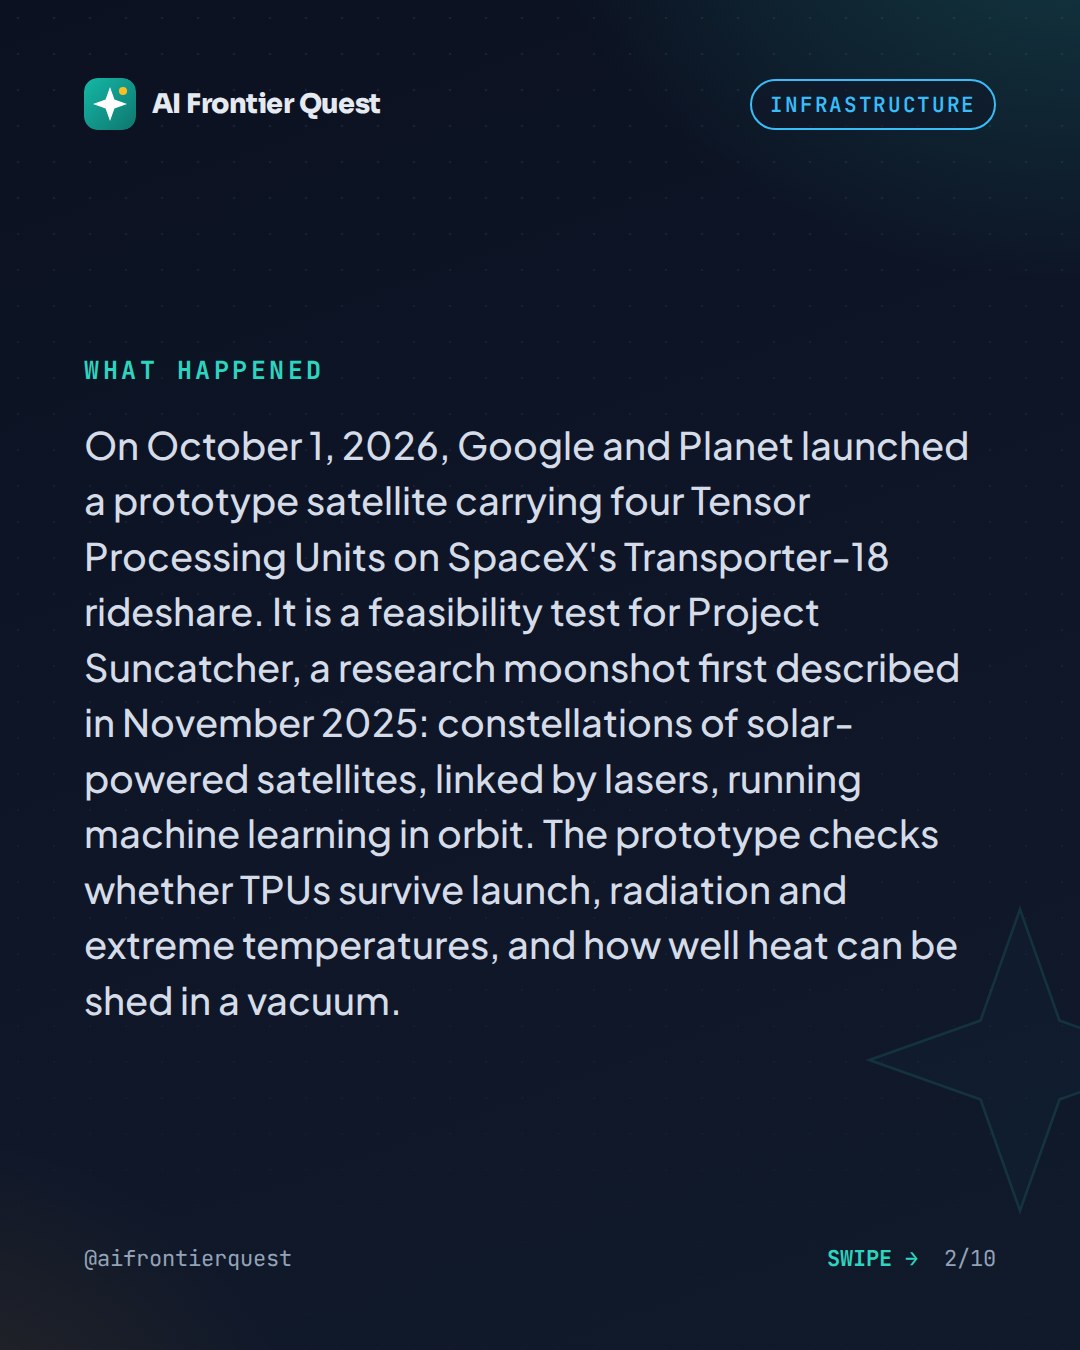 AI Frontier Quest
INFRASTRUCTURE
WHAT HAPPENED
On October 1, 2026, Google and Planet launched
a prototype satellite carrying four Tensor
Processing Units on SpaceX's Transporter-18
rideshare. It is a feasibility test for Project
Suncatcher, a research moonshot first described
in November 2025: constellations of solar-
powered satellites, linked by lasers, running
machine learning in orbit. The prototype checks
whether TPUs survive launch, radiation and
extreme temperatures, and how well heat can be
shed in a vacuum.
@aifrontierquest
SWIPE → 2/10